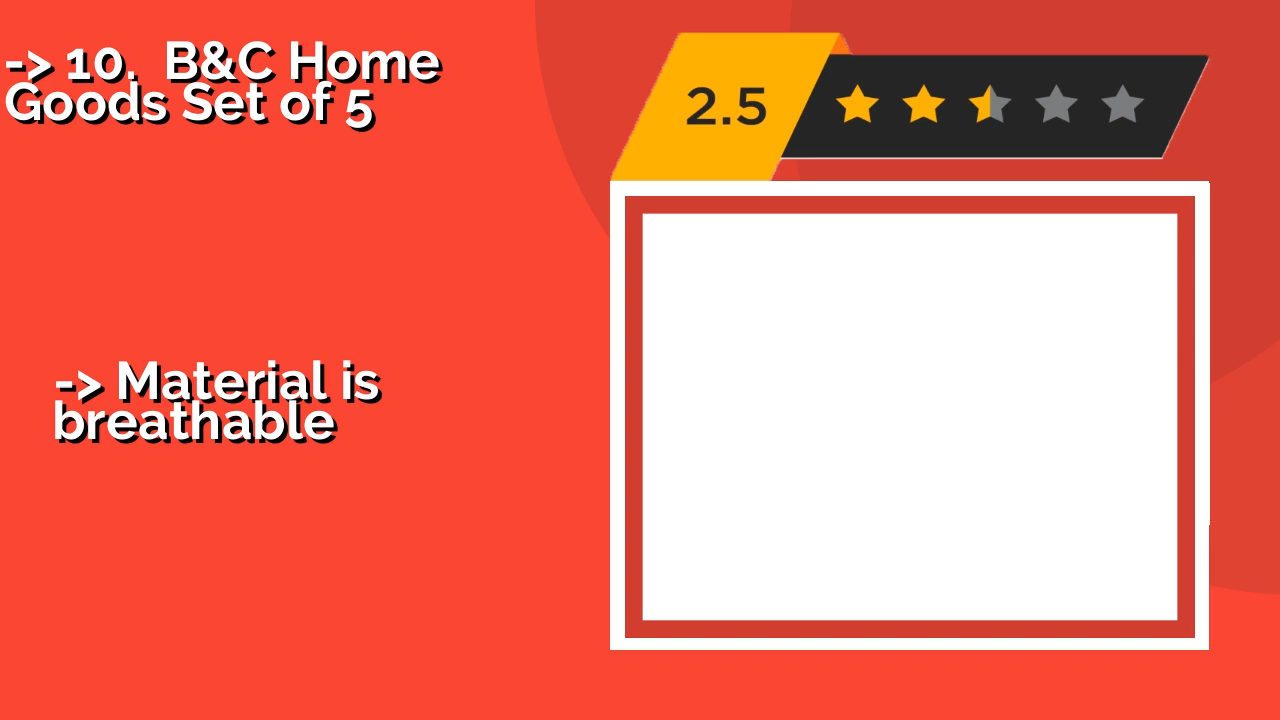 -> 10.  B&C Home
Goods Set of 5
2.5
-> Material is
breathable